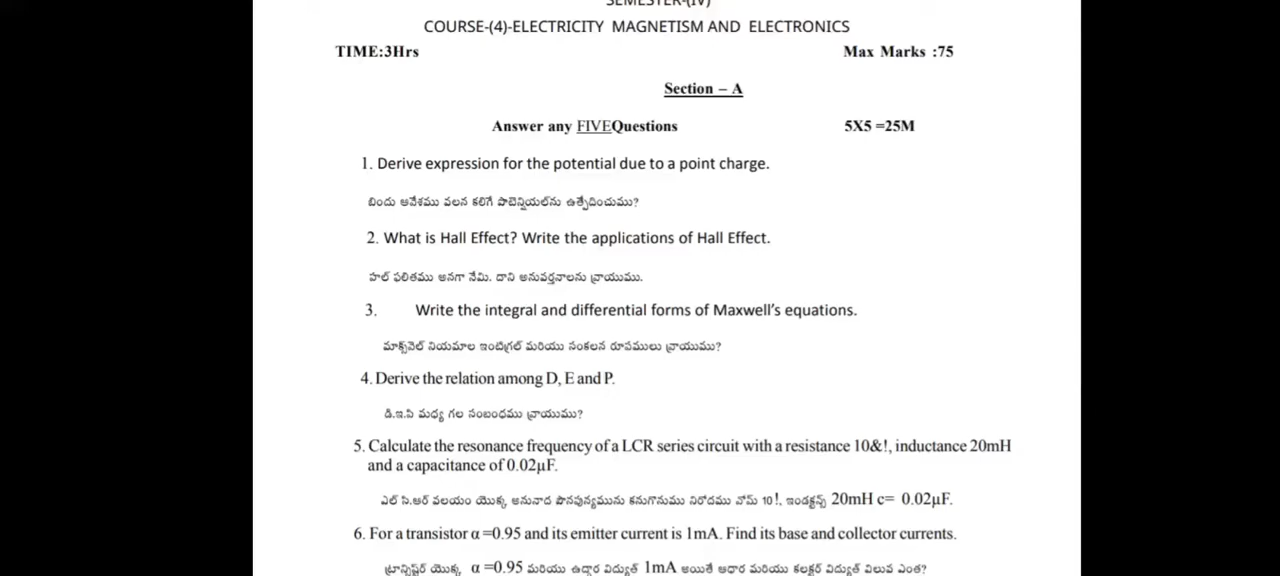 SEMESTER-(IV)
COURSE-(4)-ELECTRICITY MAGNETISM AND ELECTRONICS
TIME:3Hrs Max Marks :75
Section – A
Answer any FIVEQuestions 5X5 =25M
1. Derive expression for the potential due to a point charge.
బిందు ఆవేశము వలన కలిగే పొటెన్షియల్‌ను ఉత్పేదించుము?
2. What is Hall Effect? Write the applications of Hall Effect.
హల్ ఫలితము అనగా నేమి. దాని అనువర్తనాలను వ్రాయుము.
3. Write the integral and differential forms of Maxwell’s equations.
మాక్స్‌వెల్ నియమాల ఇంటిగ్రల్ మరియు సంకలన రూపములు వ్రాయుము?
4. Derive the relation among D, E and P.
డి.ఇ.పి మధ్య గల సంబంధము వ్రాయుము?
5. Calculate the resonance frequency of a LCR series circuit with a resistance 10&!, inductance 20mH
and a capacitance of 0.02µF.
ఎల్ సి.ఆర్ వలయం యొక్క అనునాద పౌనపున్యమును కనుగొనుము నిరోదము వోమ్ 10!, ఇండక్టన్స్ 20mH c= 0.02µF.
6. For a transistor α =0.95 and its emitter current is 1mA. Find its base and collector currents.
ట్రాన్సిష్టర్ యొక్క α =0.95 మరియు ఉద్గార విద్యుత్ 1mA అయితే ఆధార మరియు కలక్టర్ విద్యుత్ విలువ ఎంత?